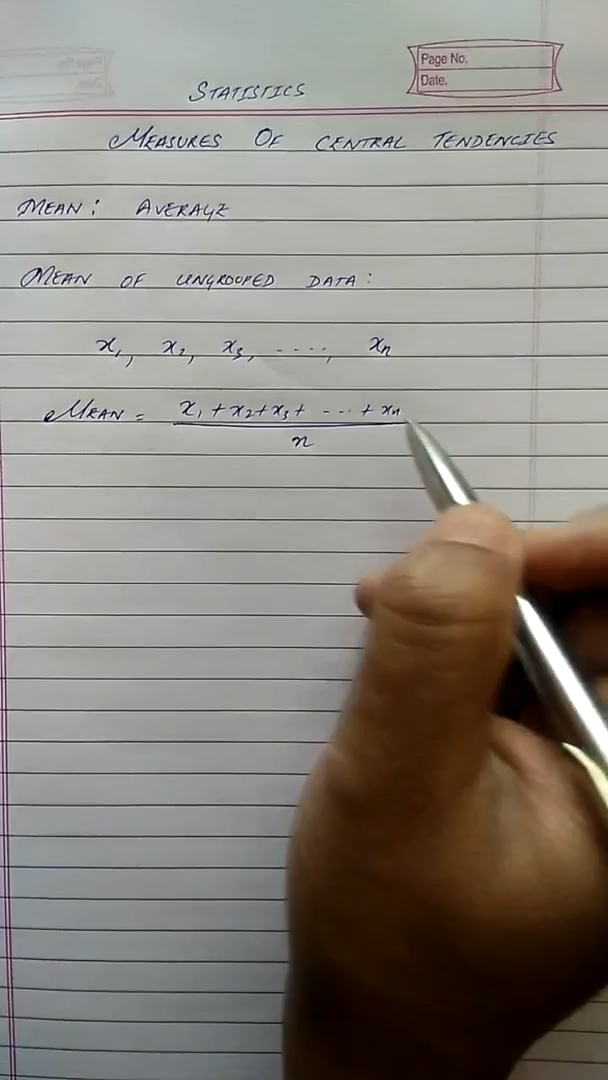 Page No.
Date.
STATISTICS
MEASURES OF CENTRAL TENDENCIES
MEAN: AVERAGE
MEAN OF UNGROUPED DATA:
x₁, x₂, x₃, ----, xₙ
MEAN = x₁ + x₂ + x₃ + --- + xₙ
n